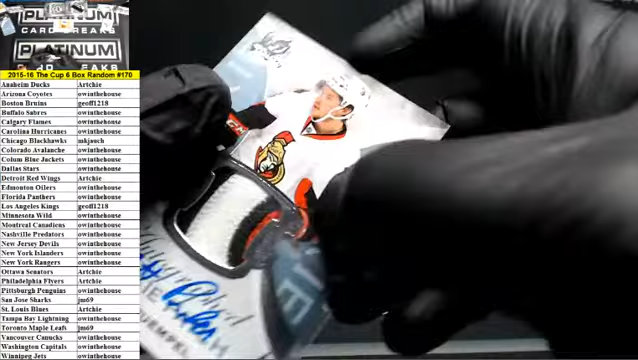 PLATINUM
CARD BREAKS
PLATINUM
2015-16 The Cup 6 Box Random #170
Anaheim Ducks Artchie
Arizona Coyotes owinthehouse
Boston Bruins geoff1218
Buffalo Sabres owinthehouse
Calgary Flames owinthehouse
Carolina Hurricanes owinthehouse
Chicago Blackhawks mkjasch
Colorado Avalanche owinthehouse
Colum Blue Jackets owinthehouse
Dallas Stars owinthehouse
Detroit Red Wings Artchie
Edmonton Oilers owinthehouse
Florida Panthers owinthehouse
Los Angeles Kings geoff1218
Minnesota Wild owinthehouse
Montreal Canadiens owinthehouse
Nashville Predators owinthehouse
New Jersey Devils owinthehouse
New York Islanders owinthehouse
New York Rangers owinthehouse
Ottawa Senators Artchie
Philadelphia Flyers Artchie
Pittsburgh Penguins owinthehouse
San Jose Sharks jm69
St. Louis Blues Artchie
Tampa Bay Lightning owinthehouse
Toronto Maple Leafs jm69
Vancouver Canucks owinthehouse
Washington Capitals owinthehouse
Winnipeg Jets owinthehouse